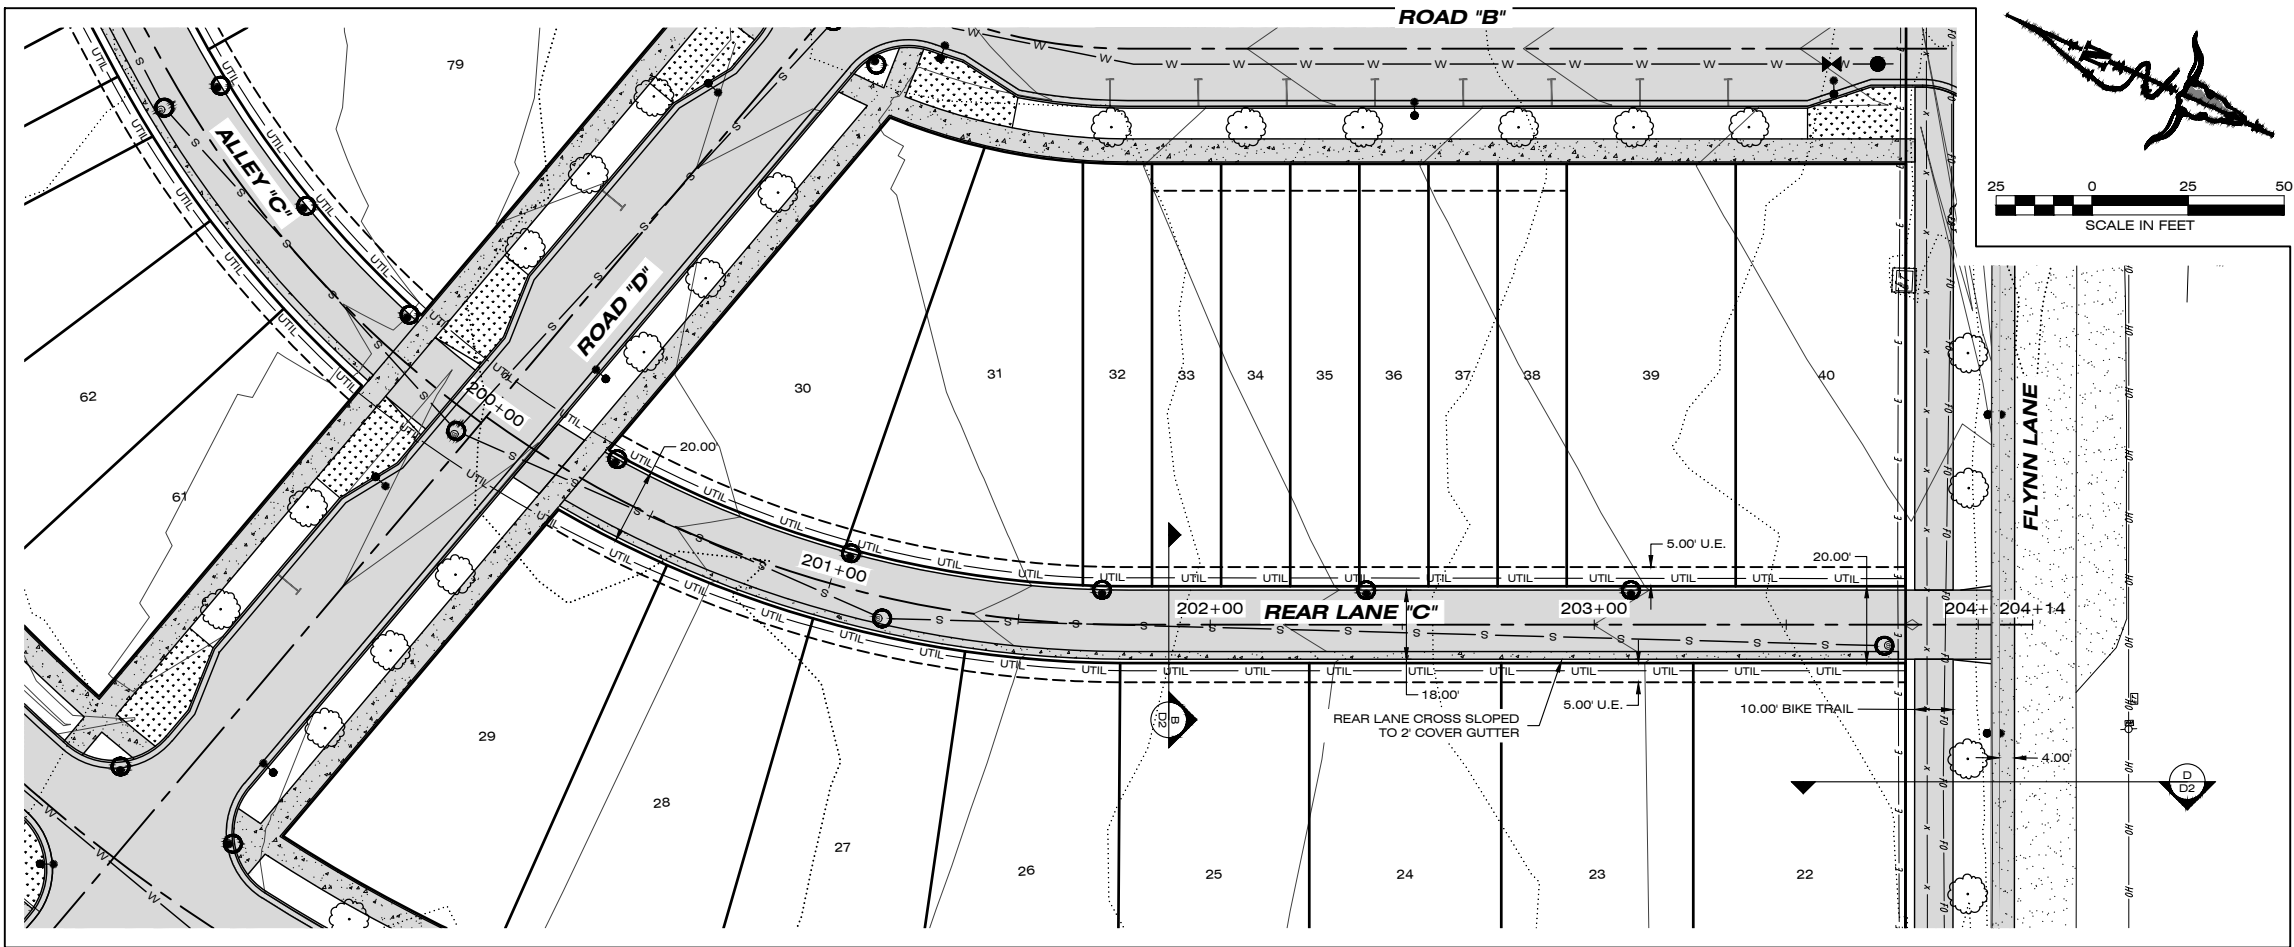 ROAD "B"
N
25 0 25 50
SCALE IN FEET
79
ALLEY "C"
ROAD "D"
62
61
200+00
20.00'
30
31
32
33
34
35
36
37
38
39
40
FLYNN LANE
201+00
202+00
REAR LANE "C"
203+00
204+
204+14
5.00' U.E.
20.00'
18.00'
5.00' U.E.
REAR LANE CROSS SLOPED
TO 2' COVER GUTTER
10.00' BIKE TRAIL
4.00'
B
D2
D
D2
29
28
27
26
25
24
23
22
UTIL
S
W
X
E
FO
HO